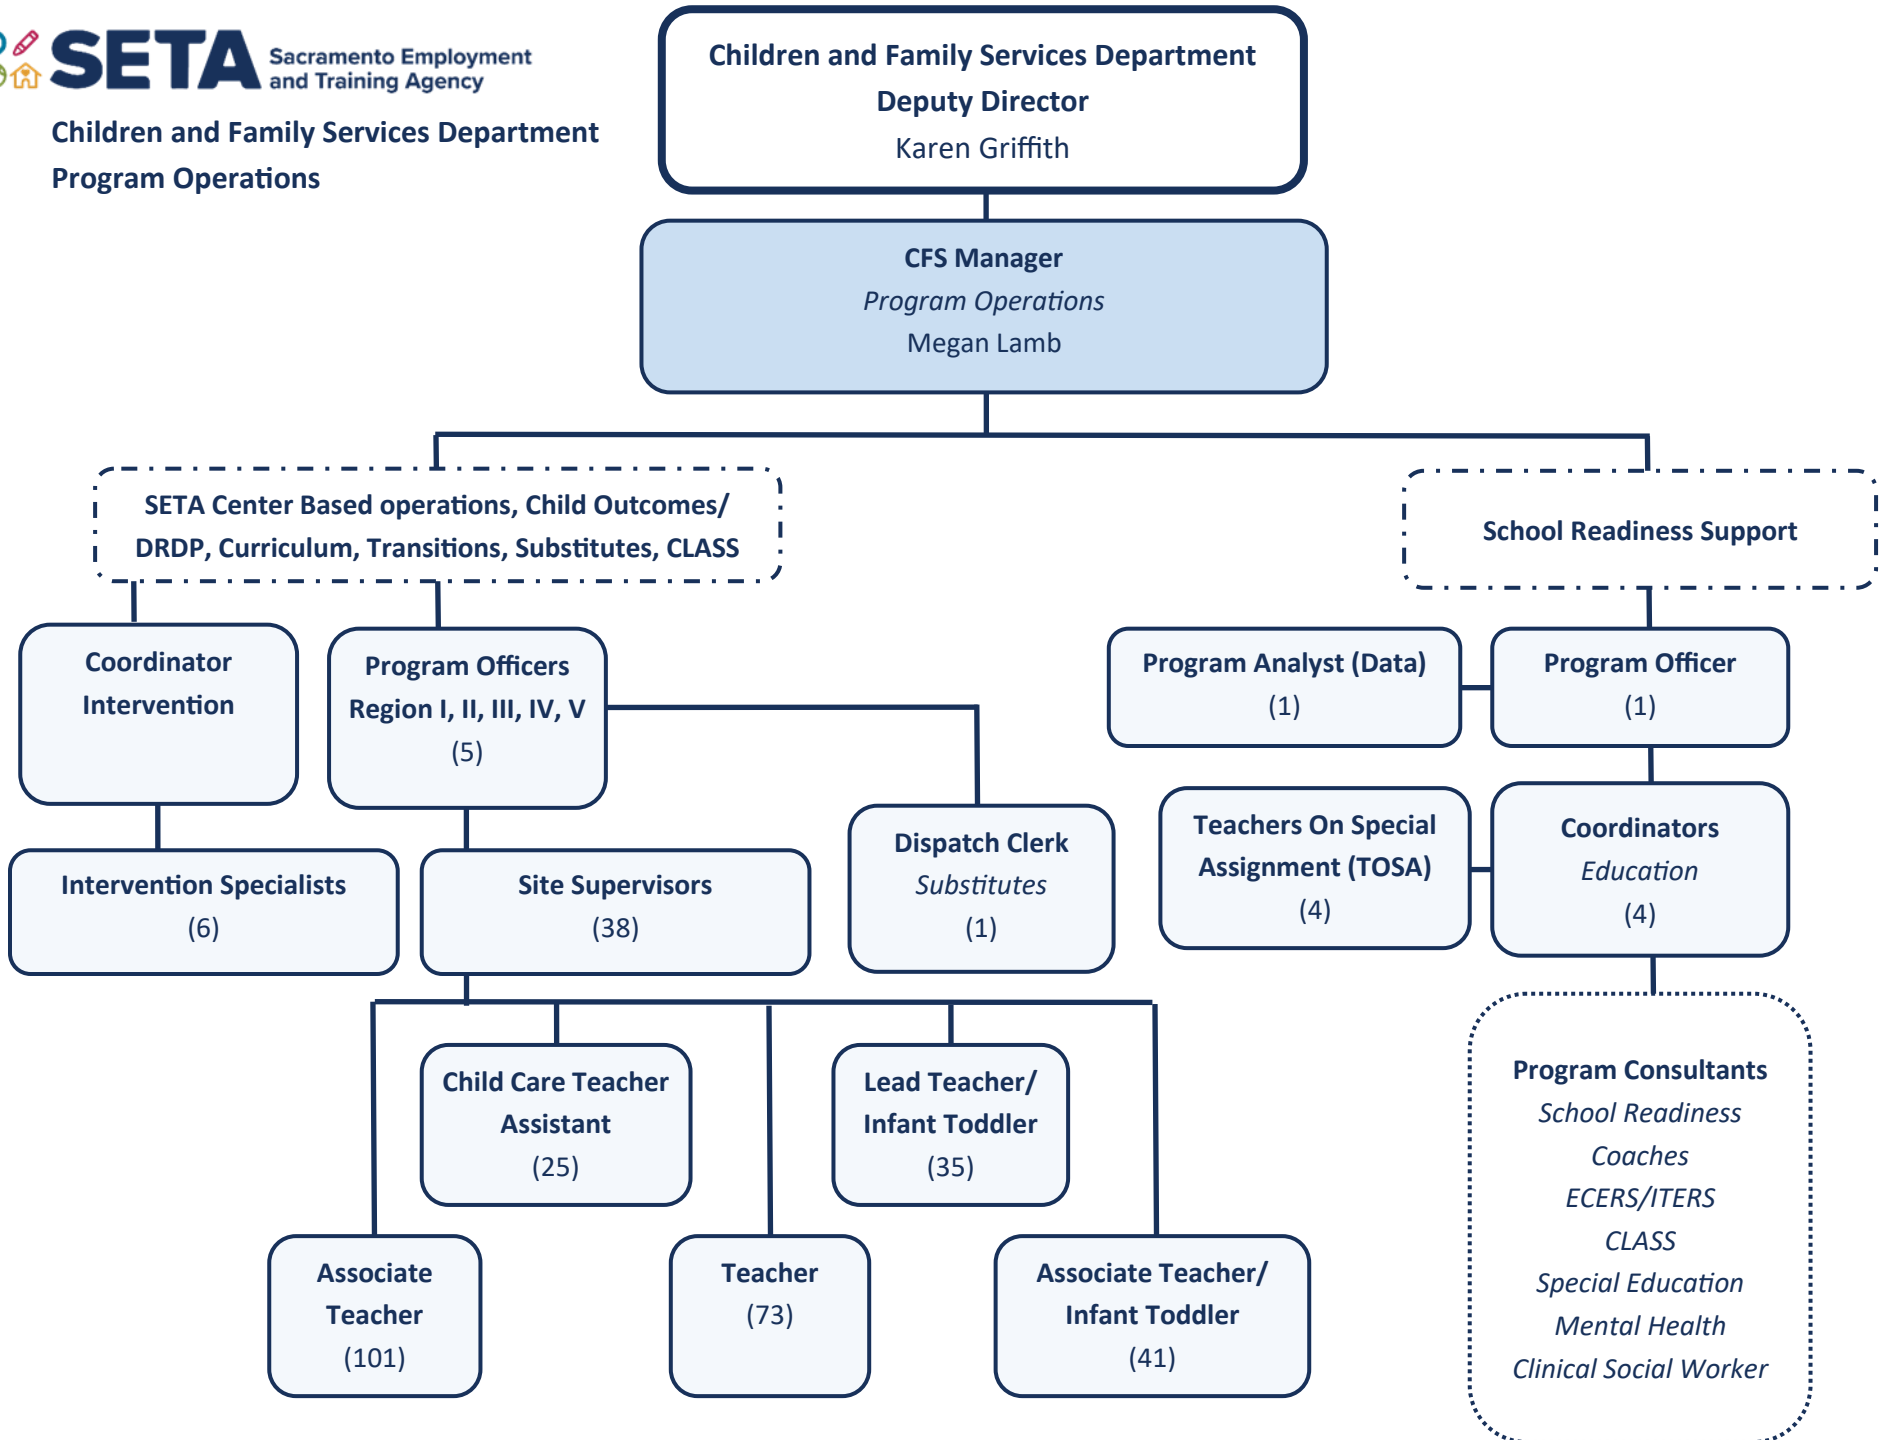 SETA
Sacramento Employment
and Training Agency
Children and Family Services Department
Program Operations
Children and Family Services Department
Deputy Director
Karen Griffith
CFS Manager
Program Operations
Megan Lamb
SETA Center Based operations, Child Outcomes/
DRDP, Curriculum, Transitions, Substitutes, CLASS
School Readiness Support
Coordinator
Intervention
Program Officers
Region I, II, III, IV, V
(5)
Program Analyst (Data)
(1)
Program Officer
(1)
Intervention Specialists
(6)
Site Supervisors
(38)
Dispatch Clerk
Substitutes
(1)
Teachers On Special
Assignment (TOSA)
(4)
Coordinators
Education
(4)
Child Care Teacher
Assistant
(25)
Lead Teacher/
Infant Toddler
(35)
Associate
Teacher
(101)
Teacher
(73)
Associate Teacher/
Infant Toddler
(41)
Program Consultants
School Readiness
Coaches
ECERS/ITERS
CLASS
Special Education
Mental Health
Clinical Social Worker